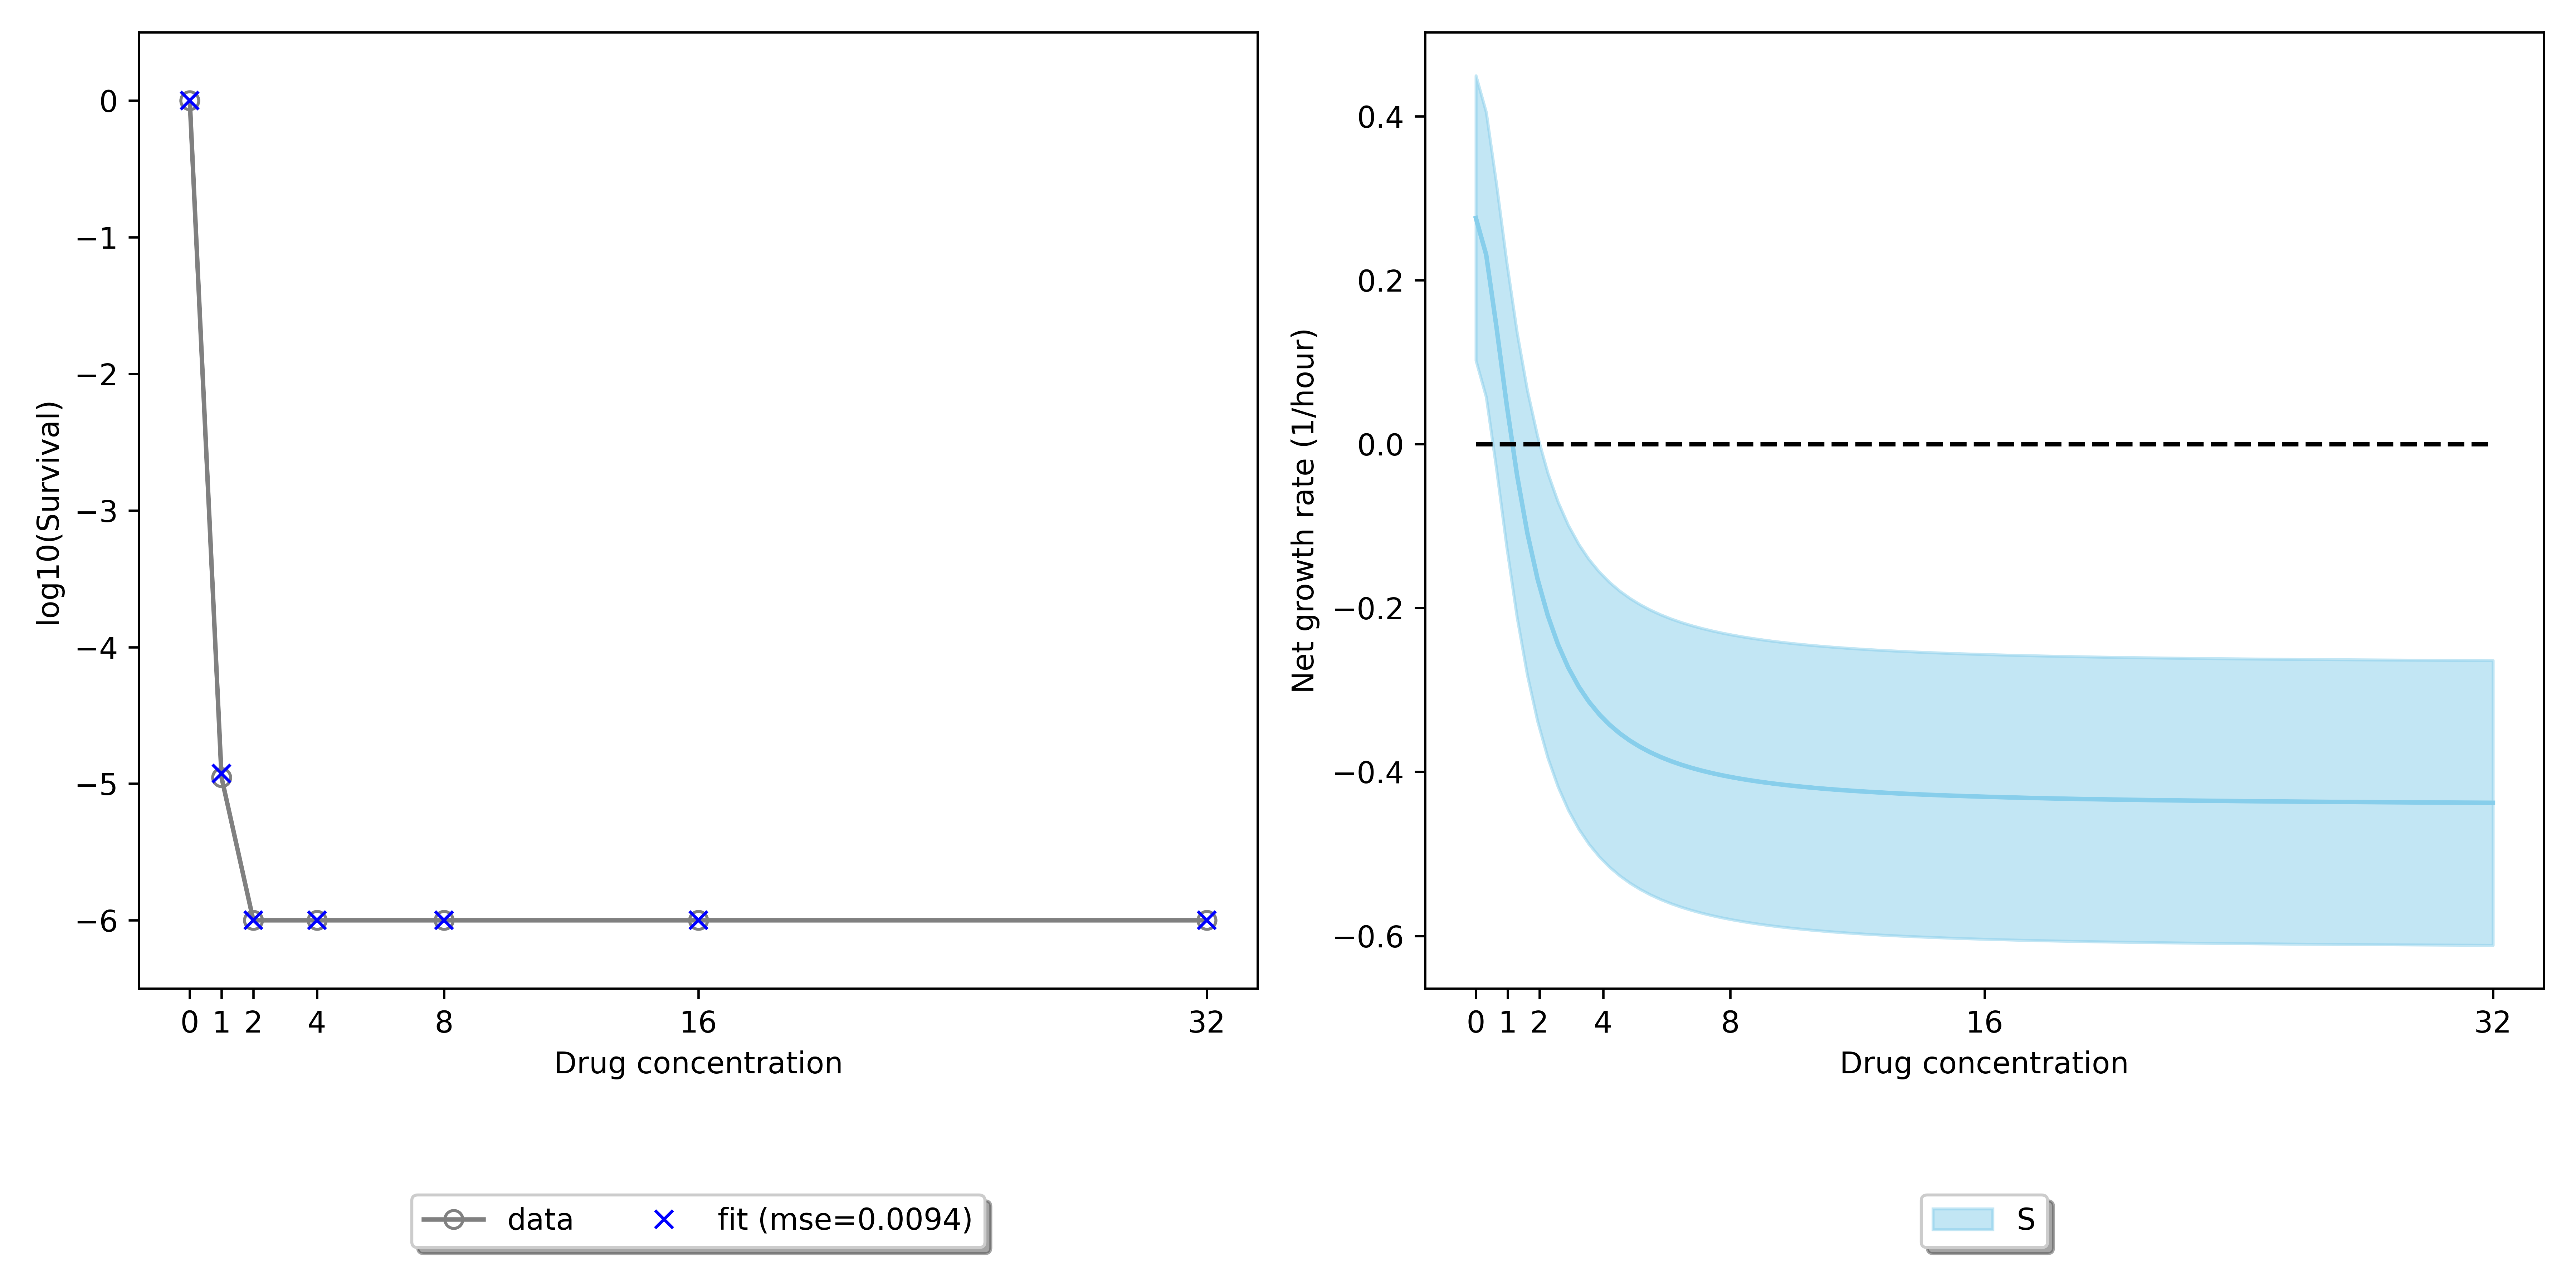 0
−1
−2
−3
−4
−5
−6
log10(Survival)
0 1 2 4 8 16 32
Drug concentration
data fit (mse=0.0094)
0.4
0.2
0.0
−0.2
−0.4
−0.6
Net growth rate (1/hour)
0 1 2 4 8 16 32
Drug concentration
S